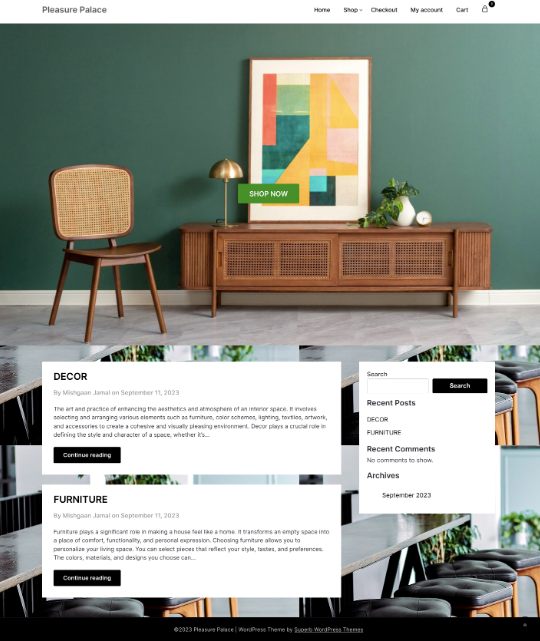 Pleasure Palace
Home Shop Checkout My account Cart 0
SHOP NOW
DECOR
By Mishgaan Jamal on September 11, 2023
The art and practice of enhancing the aesthetics and atmosphere of an interior space. It involves
selecting and arranging various elements such as furniture, color schemes, lighting, textiles, artwork,
and accessories to create a cohesive and visually pleasing environment. Decor plays a crucial role in
defining the style and character of a space, whether it's...
Continue reading
FURNITURE
By Mishgaan Jamal on September 11, 2023
Furniture plays a significant role in making a house feel like a home. It transforms an empty space into
a place of comfort, functionality, and personal expression. Choosing furniture allows you to
personalize your living space. You can select pieces that reflect your style, tastes, and preferences.
The colors, materials, and designs you choose can...
Continue reading
Search
Search
Recent Posts
DECOR
FURNITURE
Recent Comments
No comments to show.
Archives
September 2023
©2023 Pleasure Palace | WordPress Theme by Superb WordPress Themes